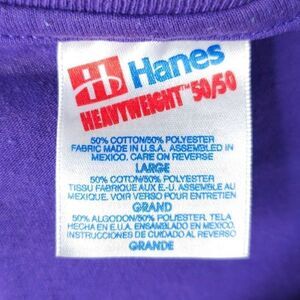 Hanes
HEAVYWEIGHT™ 50/50
50% COTTON/50% POLYESTER
FABRIC MADE IN U.S.A. ASSEMBLED IN
MEXICO. CARE ON REVERSE
LARGE
50% COTON/50% POLYESTER
TISSU FABRIQUE AUX E.-U. ASSEMBLE AU
MEXIQUE. VOIR VERSO POUR ENTRETIEN
GRAND
50% ALGODON/50% POLIESTER. TELA
HECHA EN E.U.A. ENSAMBLADO EN MEXICO.
INSTRUCCIONES DE CUIDADO AL REVERSO
GRANDE